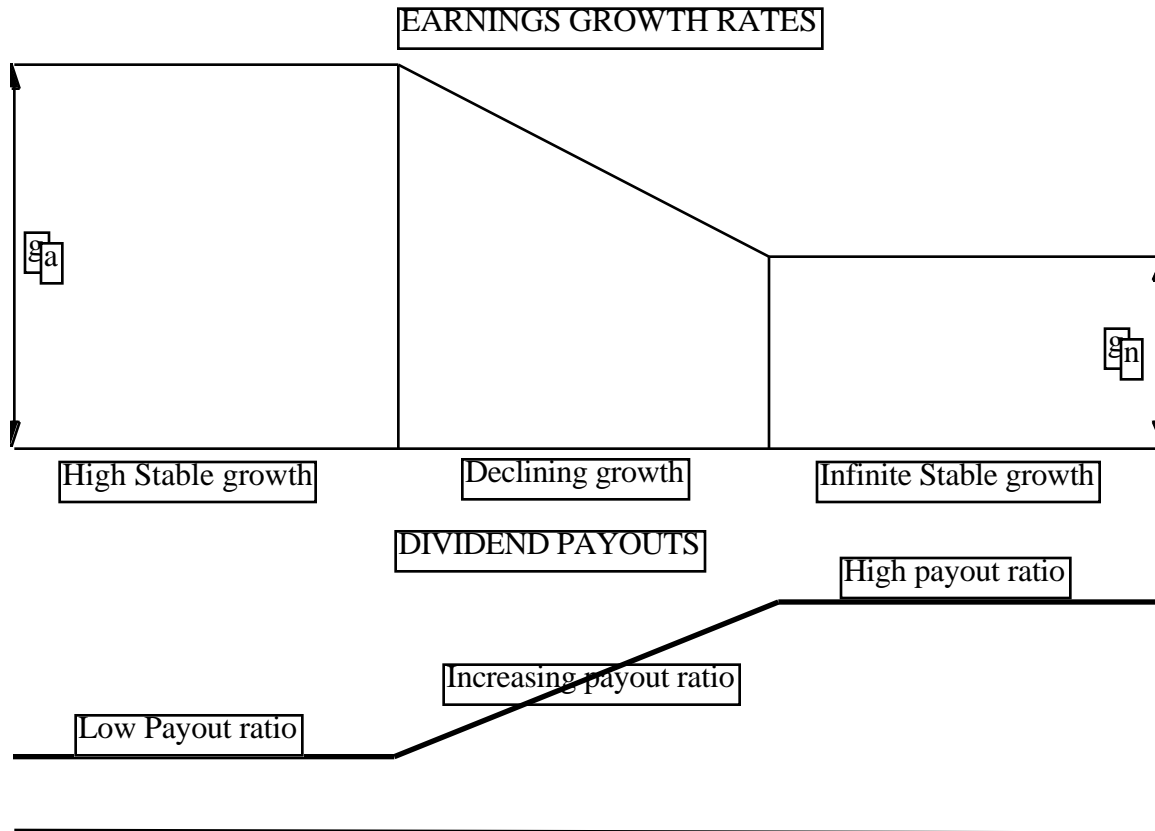 EARNINGS GROWTH RATES
ga
gn
High Stable growth
Declining growth
Infinite Stable growth
DIVIDEND PAYOUTS
High payout ratio
Increasing payout ratio
Low Payout ratio